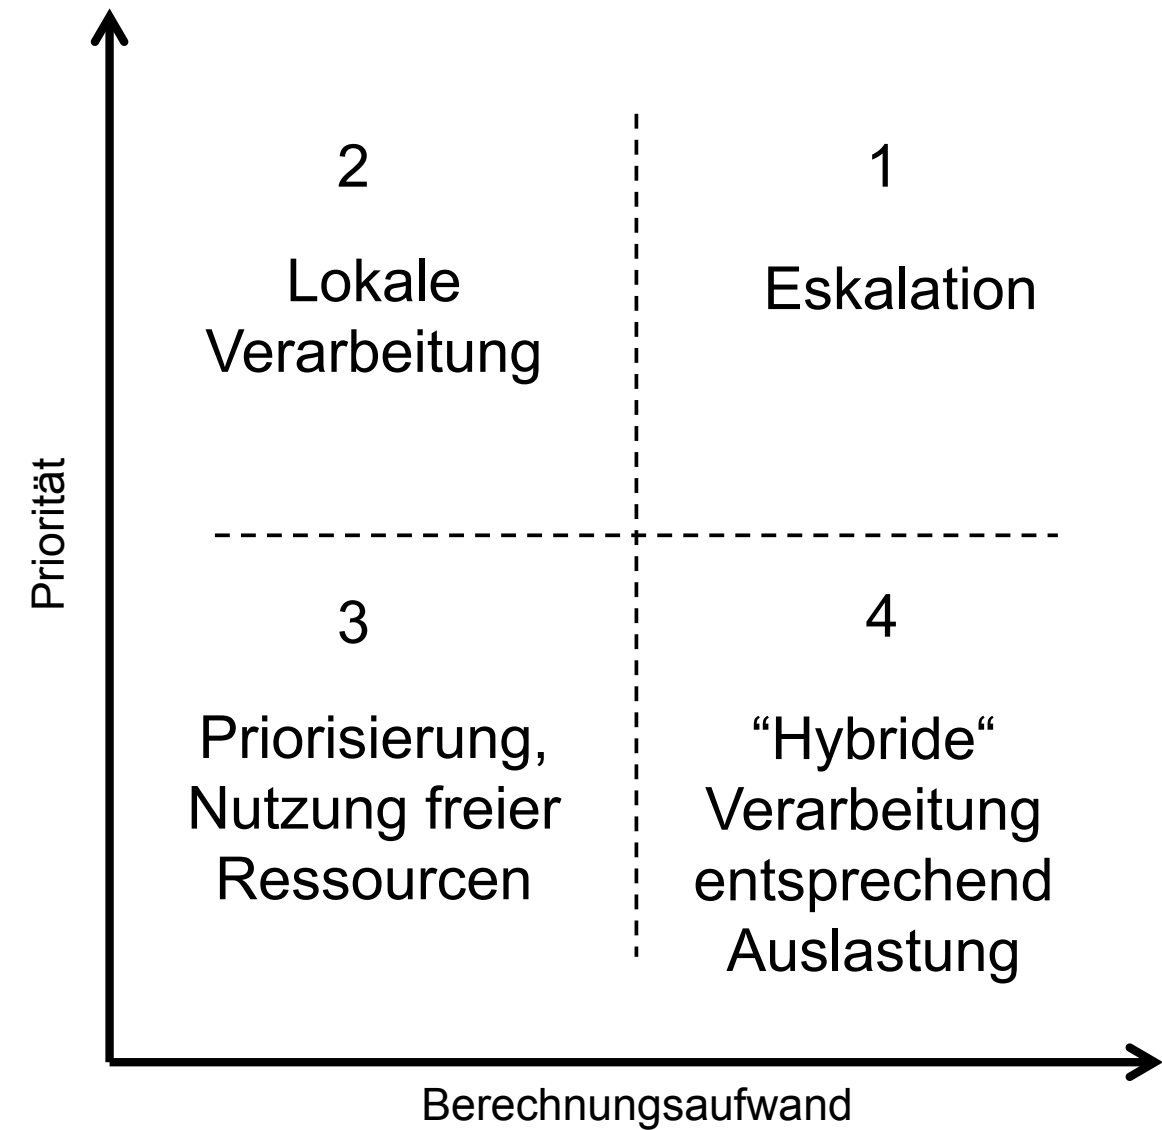 Priorität
2
Lokale
Verarbeitung
1
Eskalation
3
Priorisierung,
Nutzung freier
Ressourcen
4
“Hybride“
Verarbeitung
entsprechend
Auslastung
Berechnungsaufwand